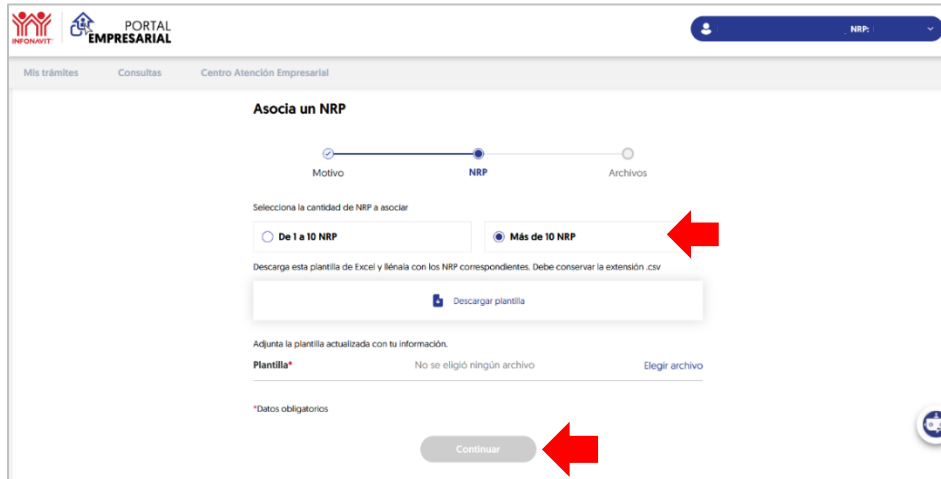 INFONAVIT
PORTAL
EMPRESARIAL
NRP:
Mis trámites Consultas Centro Atención Empresarial
Asocia un NRP
Motivo NRP Archivos
Selecciona la cantidad de NRP a asociar
De 1 a 10 NRP Más de 10 NRP
Descarga esta plantilla de Excel y llénala con los NRP correspondientes. Debe conservar la extensión .csv
Descargar plantilla
Adjunta la plantilla actualizada con tu información.
Plantilla* No se eligió ningún archivo Elegir archivo
*Datos obligatorios
Continuar